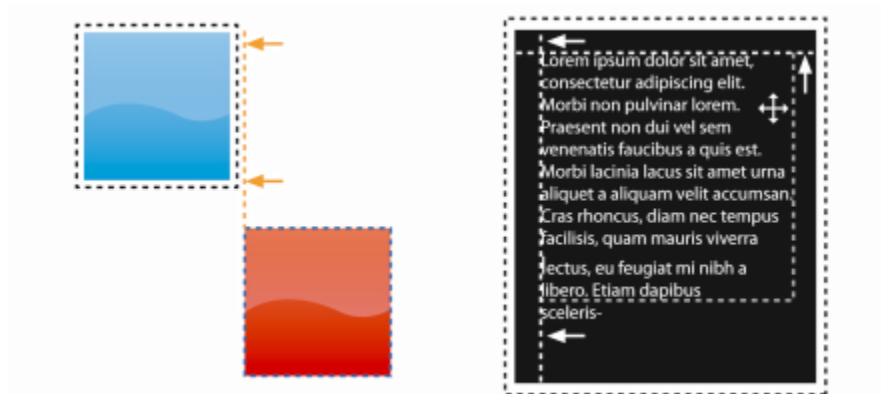 Lorem ipsum dolor sit amet,
consectetur adipiscing elit.
Morbi non pulvinar lorem.
Praesent non dui vel sem
venenatis faucibus a quis est.
Morbi lacinia lacus sit amet urna
aliquet a aliquam velit accumsan.
Cras rhoncus, diam nec tempus
facilisis, quam mauris viverra
lectus, eu feugiat mi nibh a
libero. Etiam dapibus
sceleris-